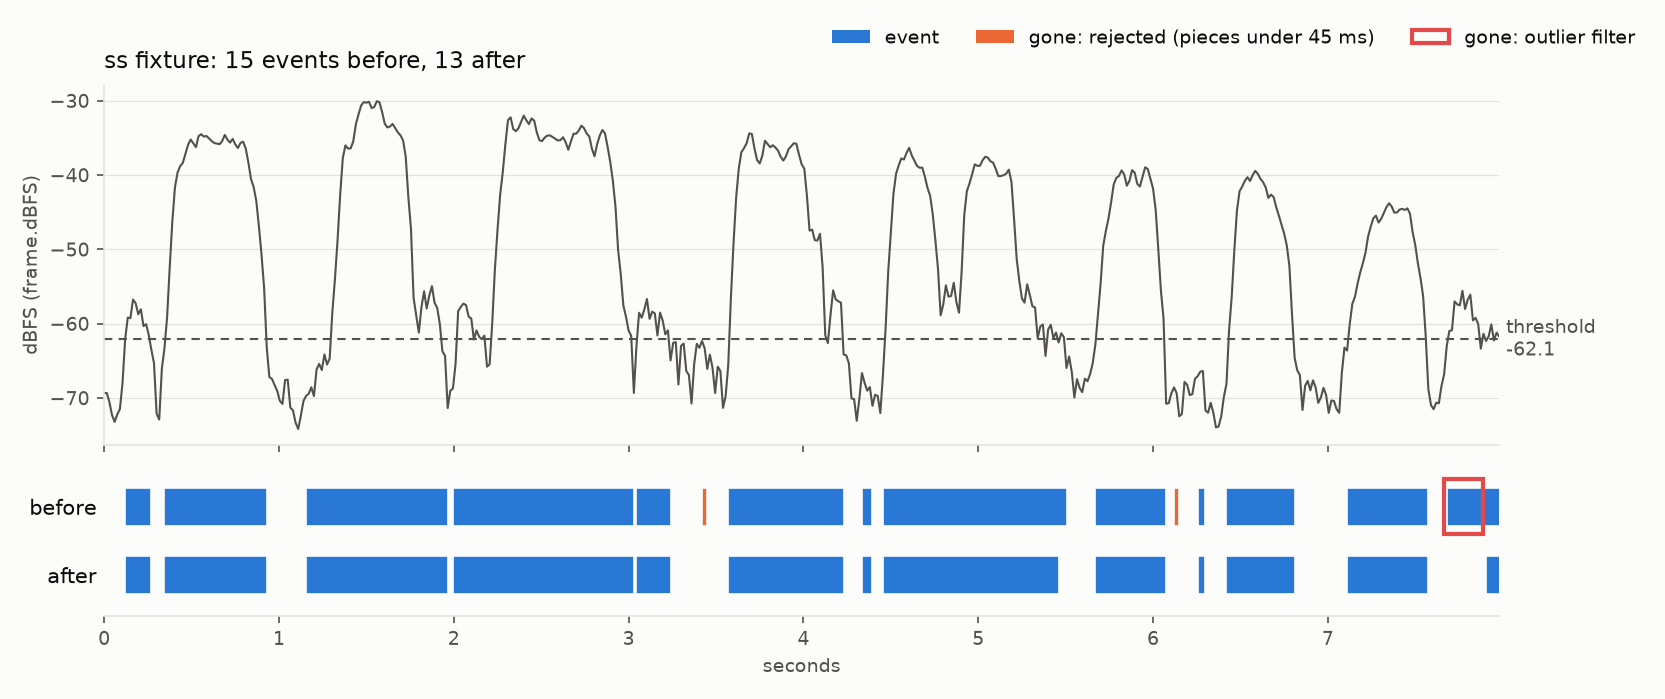 event
gone: rejected (pieces under 45 ms)
gone: outlier filter
ss fixture: 15 events before, 13 after
−30
−40
−50
−60
−70
dBFS (frame.dBFS)
threshold
-62.1
before
after
0
1
2
3
4
5
6
7
seconds